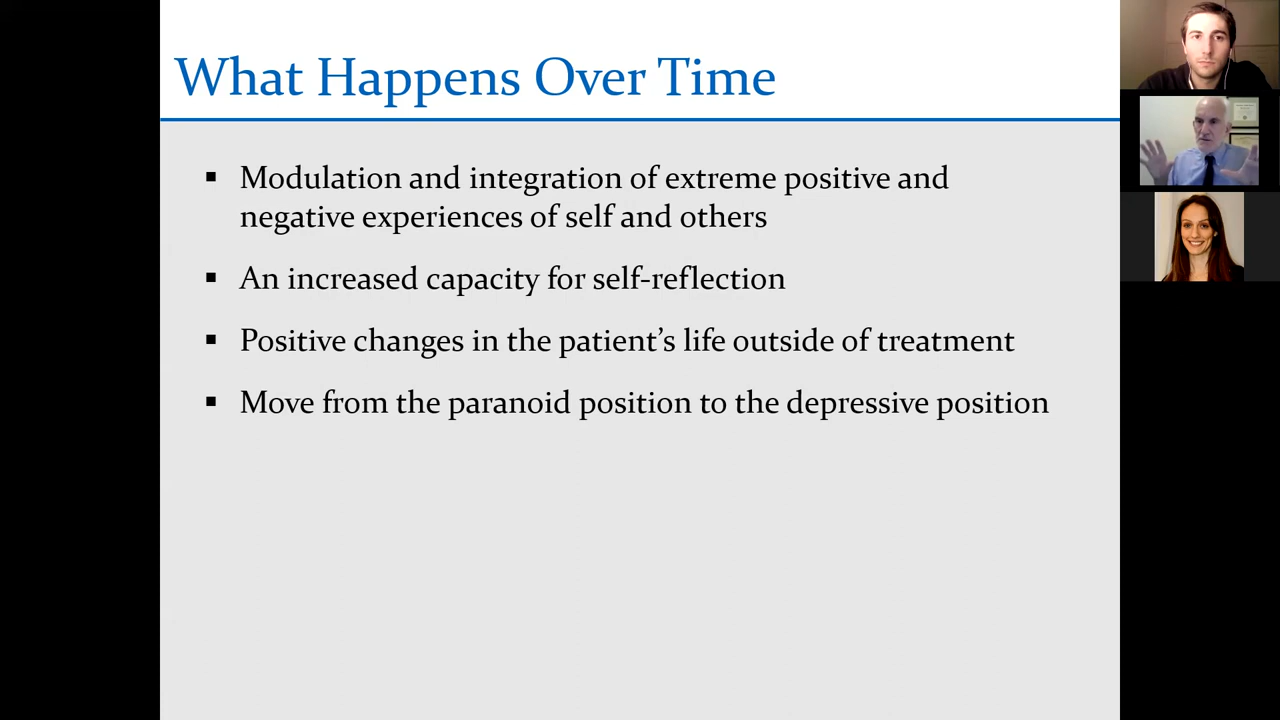 What Happens Over Time
▪ Modulation and integration of extreme positive and
negative experiences of self and others
▪ An increased capacity for self-reflection
▪ Positive changes in the patient’s life outside of treatment
▪ Move from the paranoid position to the depressive position